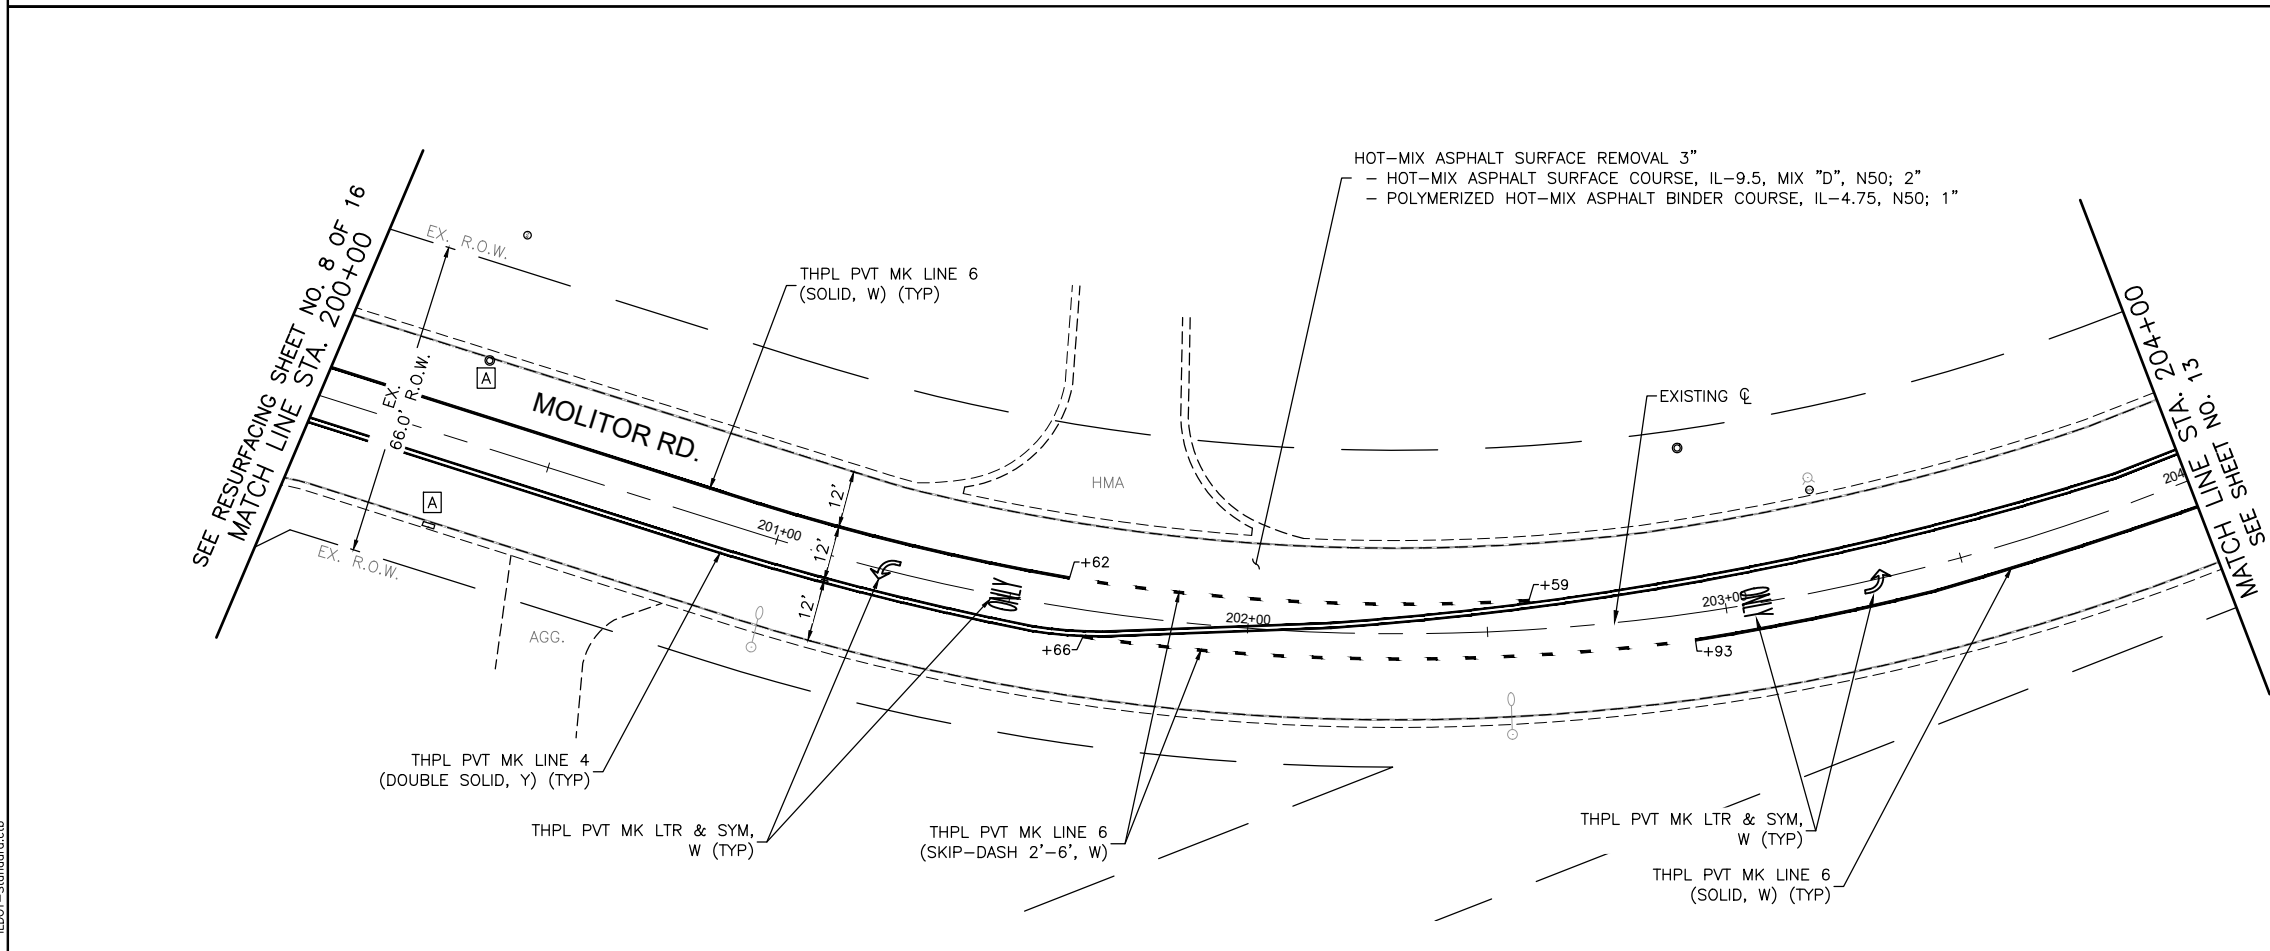 HOT-MIX ASPHALT SURFACE REMOVAL 3"
- HOT-MIX ASPHALT SURFACE COURSE, IL-9.5, MIX "D", N50; 2"
- POLYMERIZED HOT-MIX ASPHALT BINDER COURSE, IL-4.75, N50; 1"
SEE RESURFACING SHEET NO. 8 OF 16
MATCH LINE STA. 200+00
EX. R.O.W.
THPL PVT MK LINE 6
(SOLID, W) (TYP)
EX.
66.0' R.O.W.
A
MOLITOR RD.
A
EX. R.O.W.
AGG.
HMA
12'
12'
12'
201+00
ONLY
+62
+66
202+00
+59
EXISTING ℄
203+00
ONLY
+93
204
MATCH LINE STA. 204+00
SEE SHEET NO. 13
THPL PVT MK LINE 4
(DOUBLE SOLID, Y) (TYP)
THPL PVT MK LTR & SYM,
W (TYP)
THPL PVT MK LINE 6
(SKIP-DASH 2'-6', W)
THPL PVT MK LTR & SYM,
W (TYP)
THPL PVT MK LINE 6
(SOLID, W) (TYP)